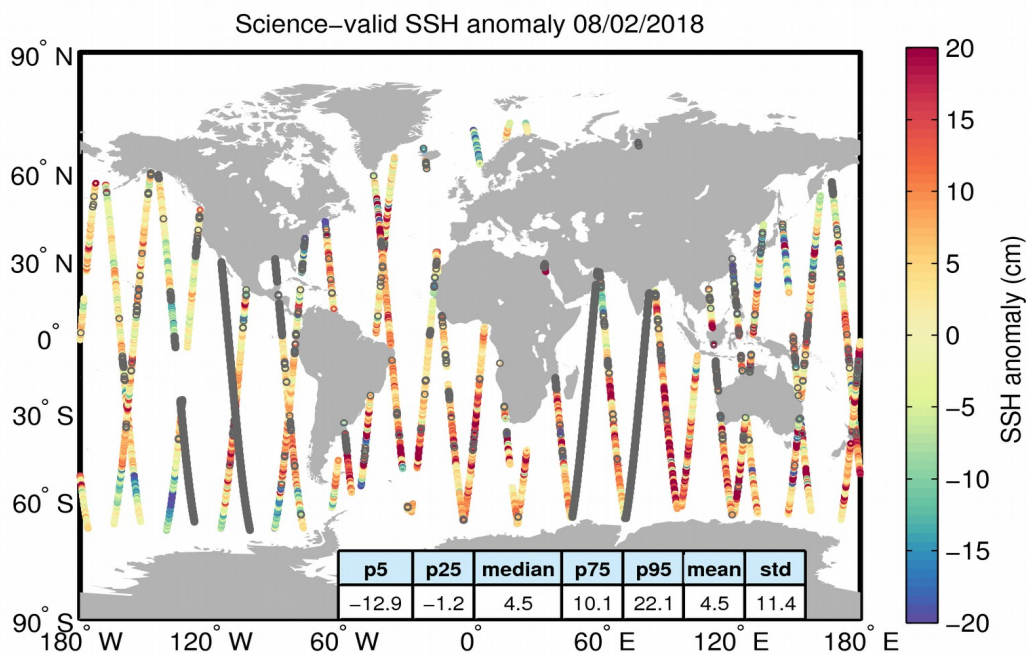 Science−valid SSH anomaly 08/02/2018
90° N
60° N
30° N
0°
30° S
60° S
90° S
180° W
120° W
60° W
0°
60° E
120° E
180° E
p5 p25 median p75 p95 mean std
−12.9 −1.2 4.5 10.1 22.1 4.5 11.4
20
15
10
5
0
−5
−10
−15
−20
SSH anomaly (cm)